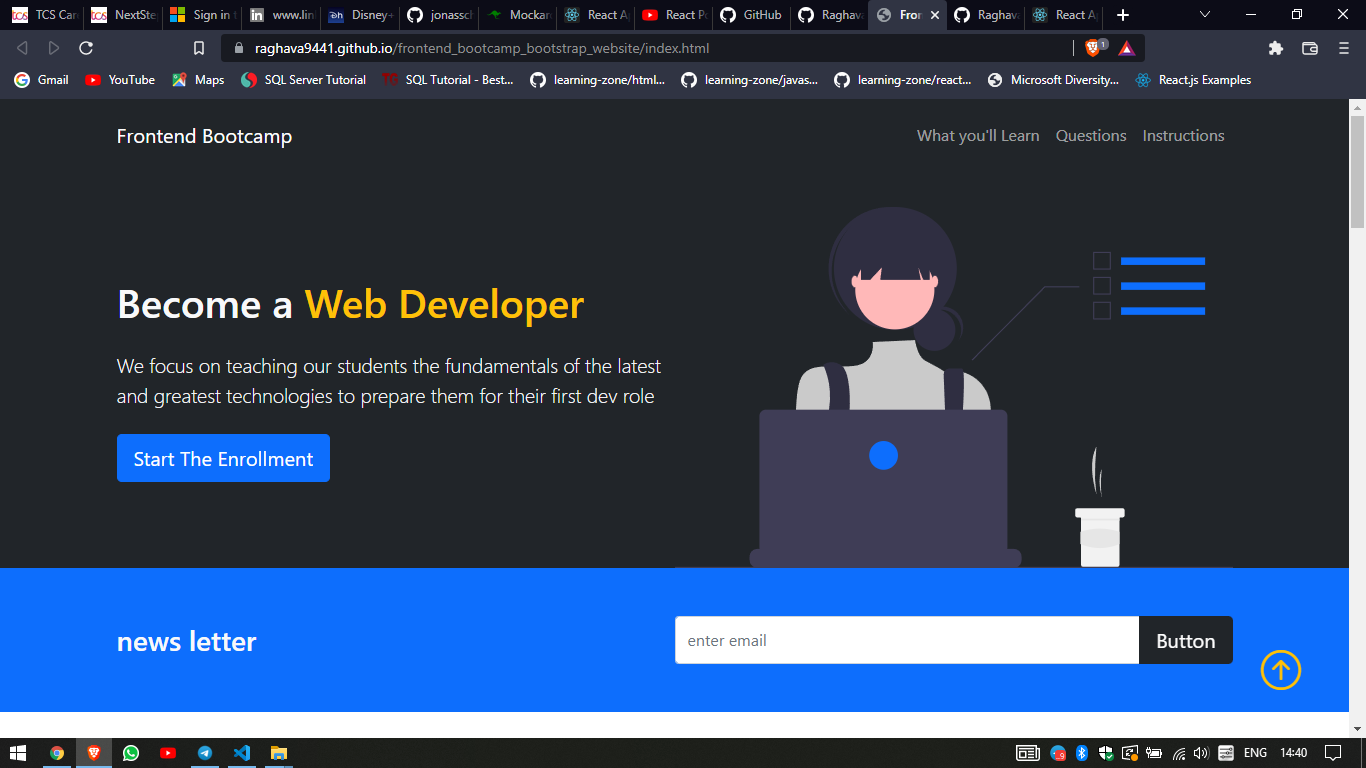 TCS Car
NextSte
Sign in t
www.lin
Disney+
jonassch
Mockar
React A
React Po
GitHub
Raghava
Fron
Raghava
React A
raghava9441.github.io/frontend_bootcamp_bootstrap_website/index.html
1
Gmail
YouTube
Maps
SQL Server Tutorial
SQL Tutorial - Best...
learning-zone/html...
learning-zone/javas...
learning-zone/react...
Microsoft Diversity...
React.js Examples
Frontend Bootcamp
What you'll Learn
Questions
Instructions
Become a Web Developer
We focus on teaching our students the fundamentals of the latest
and greatest technologies to prepare them for their first dev role
Start The Enrollment
news letter
enter email
Button
ENG
14:40